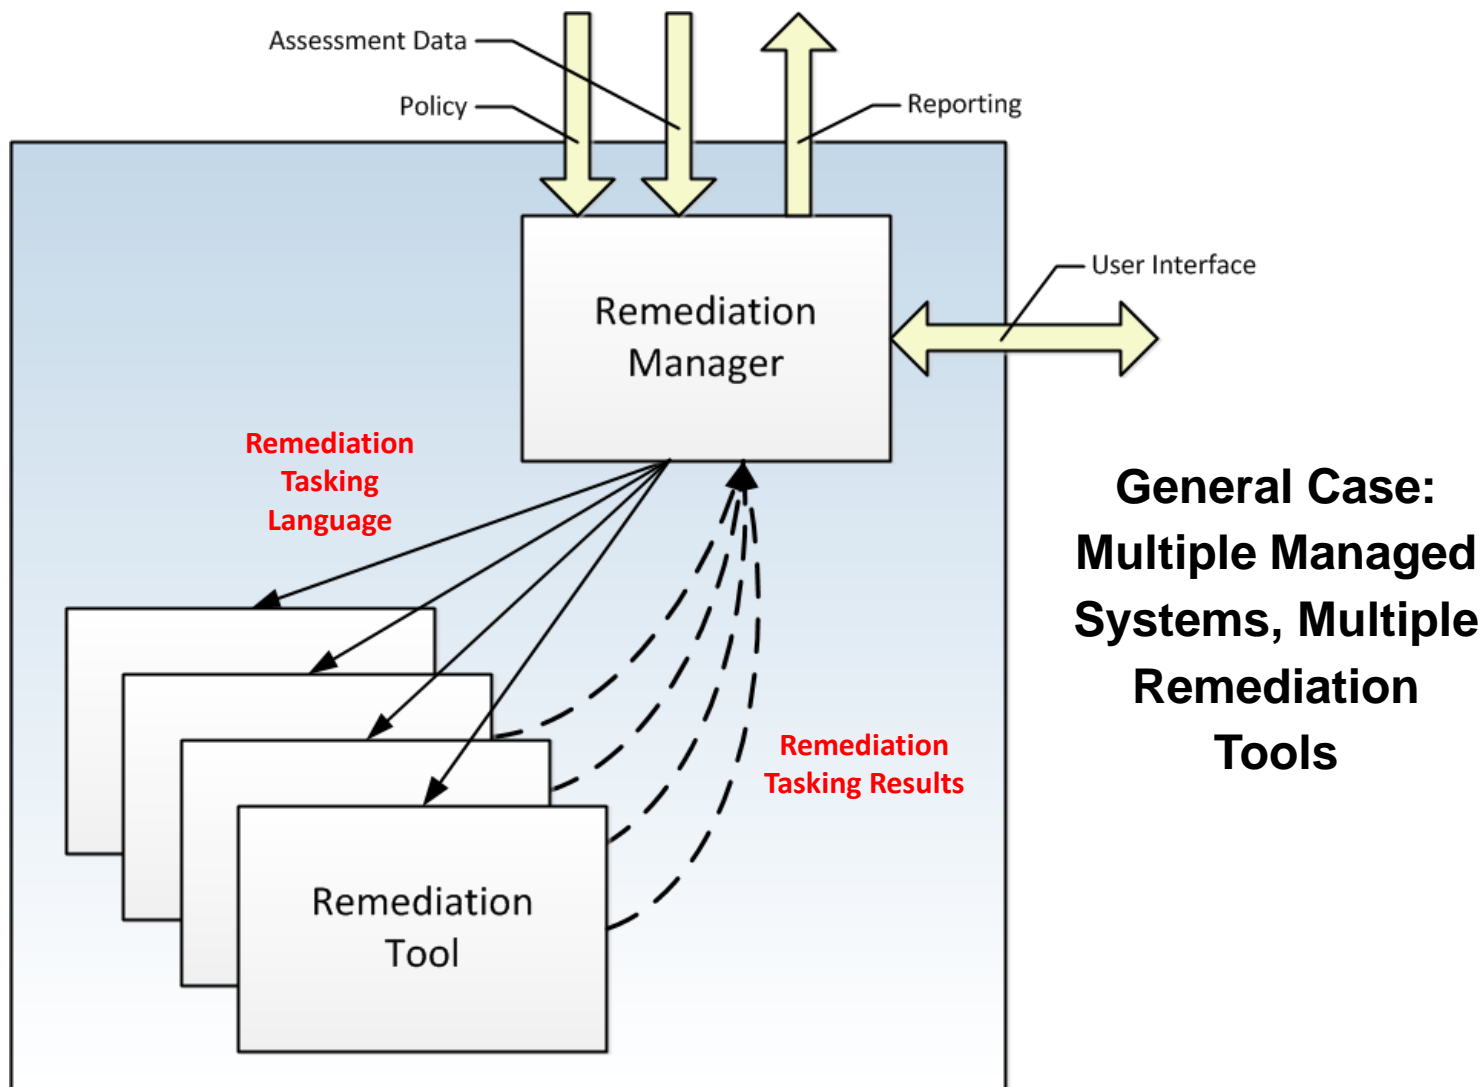 Assessment Data
Policy
Reporting
User Interface
Remediation
Manager
Remediation
Tasking
Language
General Case:
Multiple Managed
Systems, Multiple
Remediation
Tools
Remediation
Tasking Results
Remediation
Tool